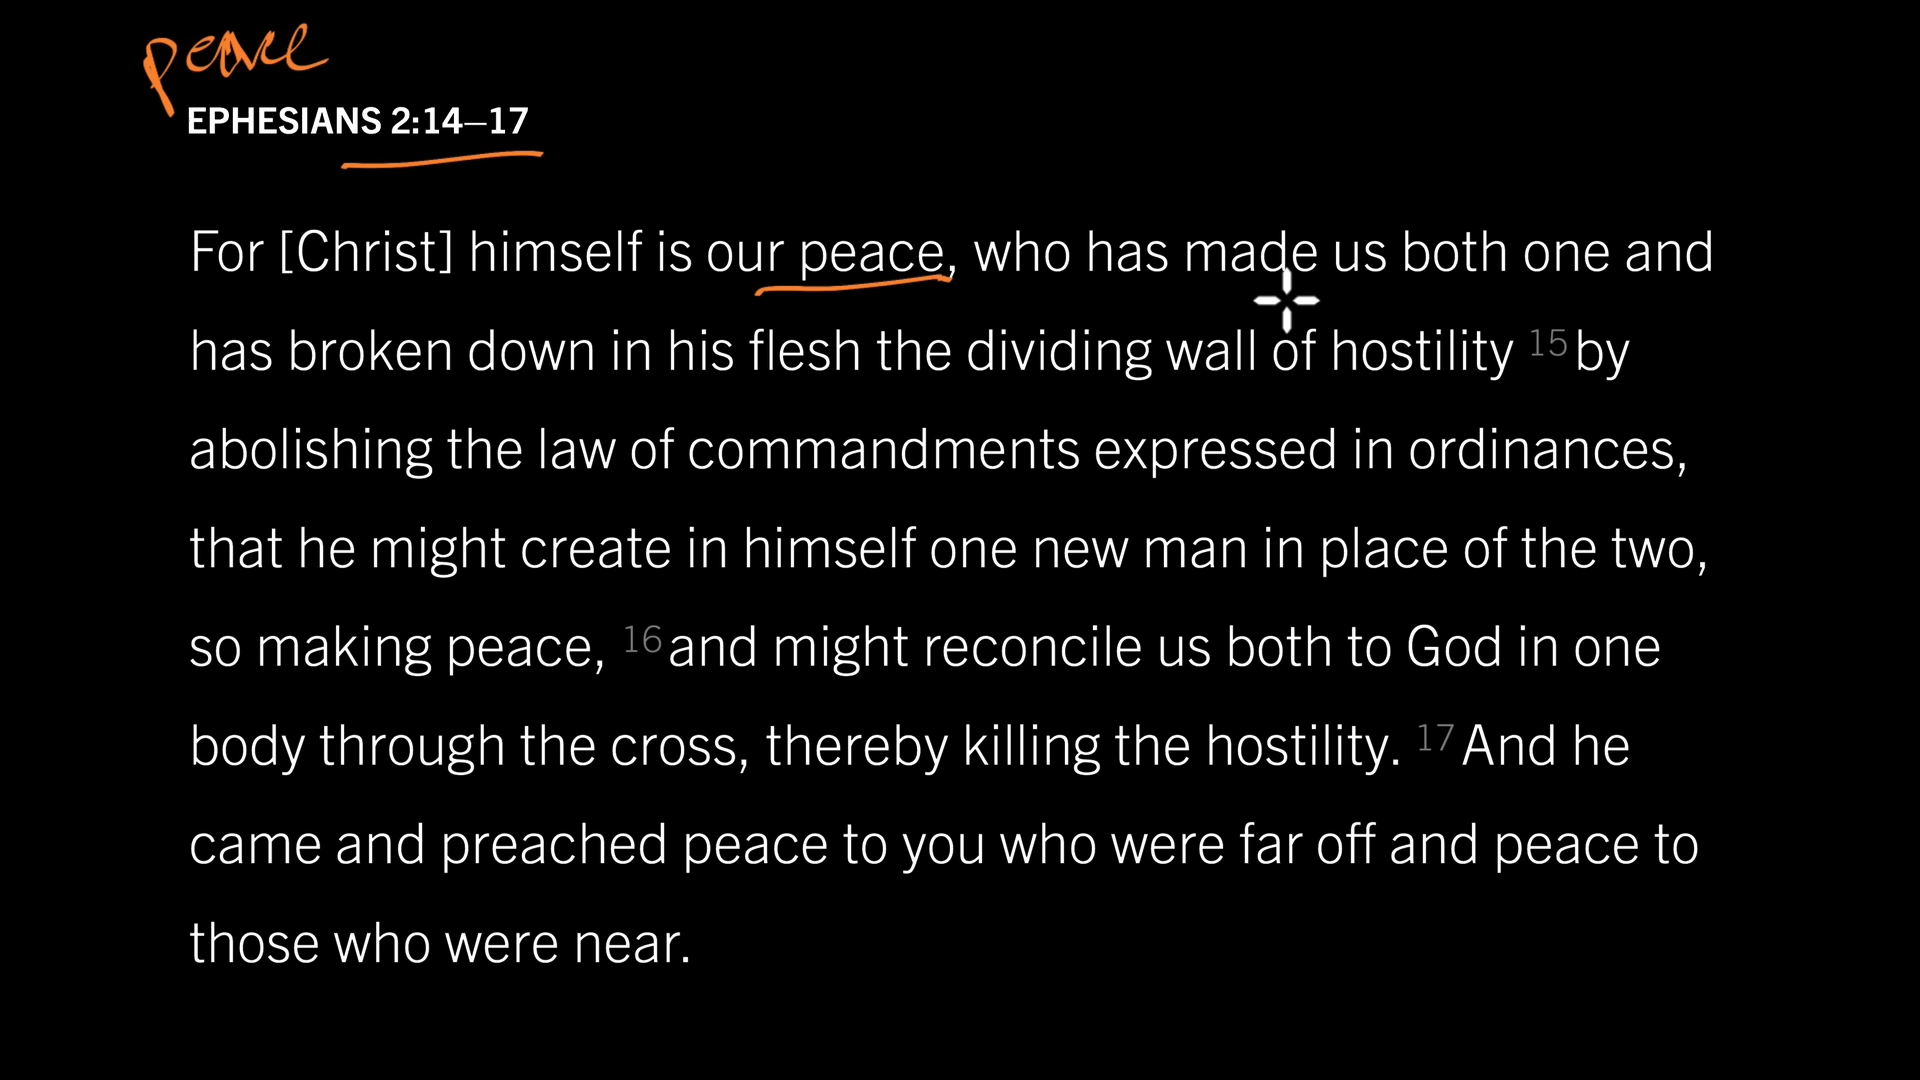 peace
EPHESIANS 2:14–17
For [Christ] himself is our peace, who has made us both one and
has broken down in his flesh the dividing wall of hostility 15 by
abolishing the law of commandments expressed in ordinances,
that he might create in himself one new man in place of the two,
so making peace, 16 and might reconcile us both to God in one
body through the cross, thereby killing the hostility. 17 And he
came and preached peace to you who were far off and peace to
those who were near.